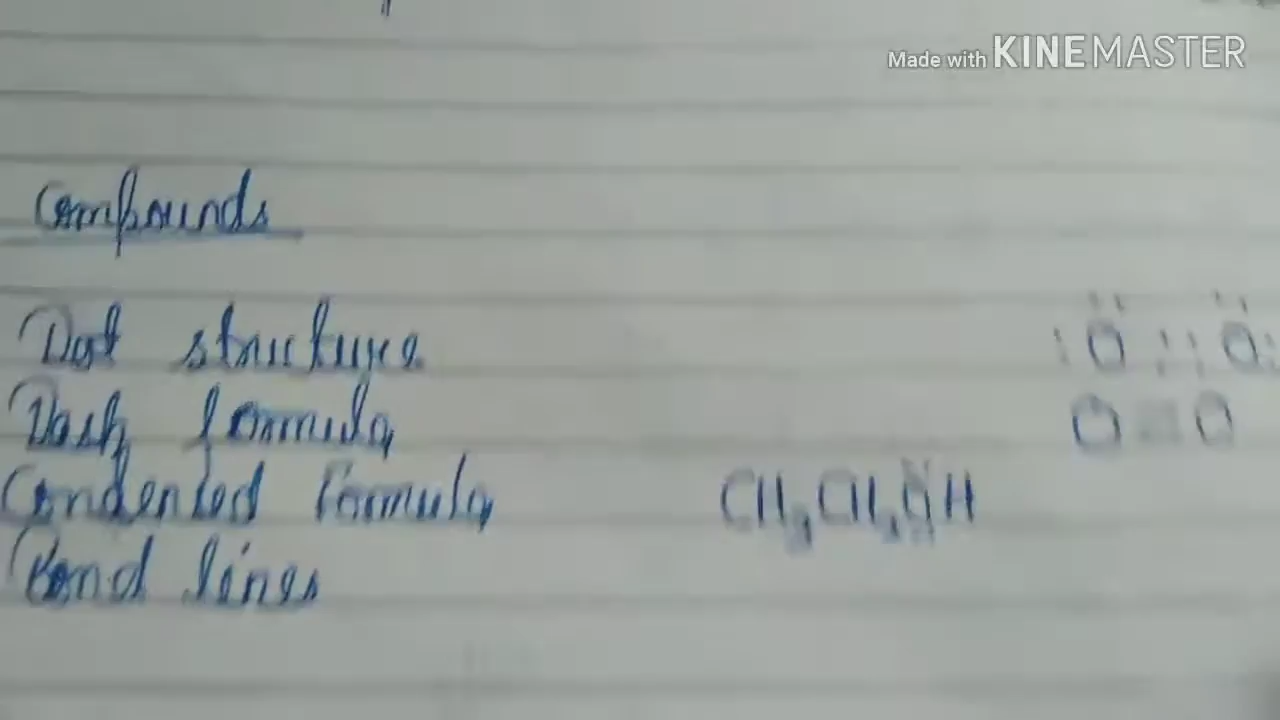 Made with KINEMASTER
Compounds
Dot structure :Ö::Ö:
Dash formula O=O
Condensed Formula CH₃CH₂OH
Bond lines